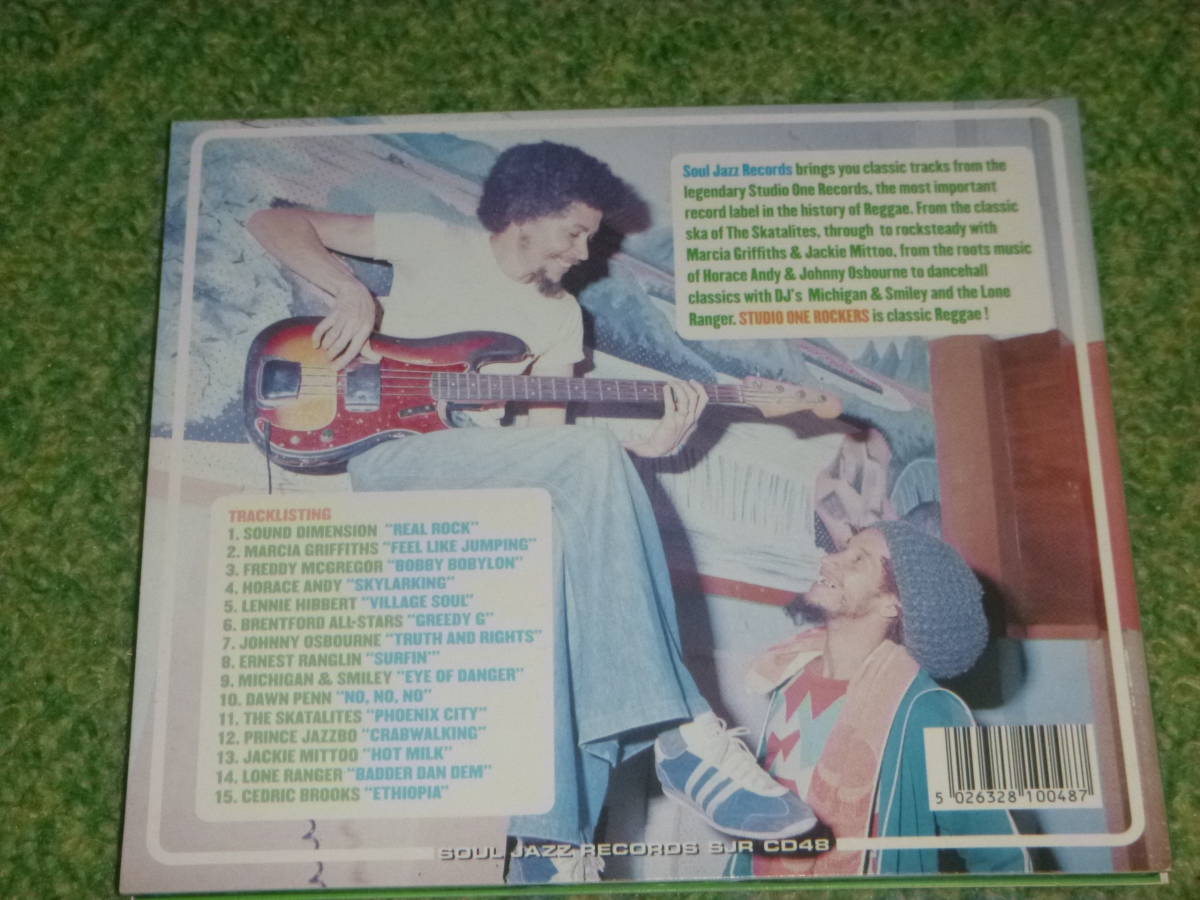 Soul Jazz Records brings you classic tracks from the
legendary Studio One Records, the most important
record label in the history of Reggae. From the classic
ska of The Skatalites, through to rocksteady with
Marcia Griffiths & Jackie Mittoo, from the roots music
of Horace Andy & Johnny Osbourne to dancehall
classics with DJ's Michigan & Smiley and the Lone
Ranger. STUDIO ONE ROCKERS is classic Reggae !
TRACKLISTING
1. SOUND DIMENSION "REAL ROCK"
2. MARCIA GRIFFITHS "FEEL LIKE JUMPING"
3. FREDDY MCGREGOR "BOBBY BOBYLON"
4. HORACE ANDY "SKYLARKING"
5. LENNIE HIBBERT "VILLAGE SOUL"
6. BRENTFORD ALL-STARS "GREEDY G"
7. JOHNNY OSBOURNE "TRUTH AND RIGHTS"
8. ERNEST RANGLIN "SURFIN'"
9. MICHIGAN & SMILEY "EYE OF DANGER"
10. DAWN PENN "NO, NO, NO"
11. THE SKATALITES "PHOENIX CITY"
12. PRINCE JAZZBO "CRABWALKING"
13. JACKIE MITTOO "HOT MILK"
14. LONE RANGER "BADDER DAN DEM"
15. CEDRIC BROOKS "ETHIOPIA"
5 026328 100487
SOUL JAZZ RECORDS SJR CD48